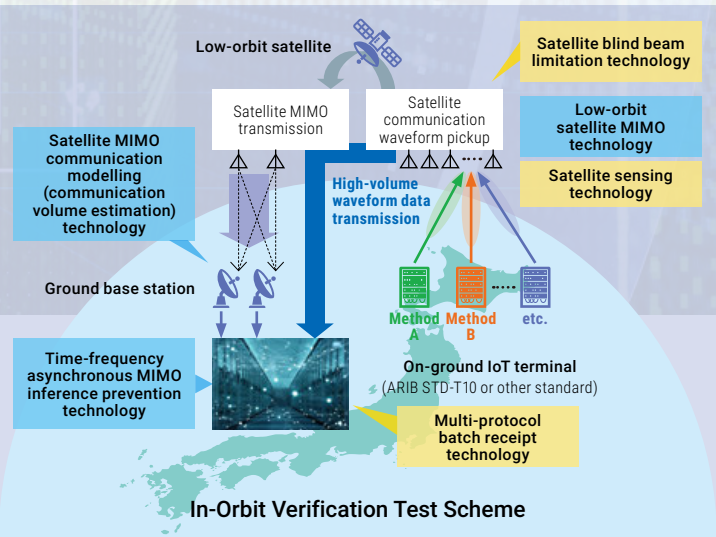 Low-orbit satellite
Satellite blind beam
limitation technology
Satellite MIMO
transmission
Satellite
communication
waveform pickup
Low-orbit
satellite MIMO
technology
Satellite sensing
technology
Satellite MIMO
communication
modelling
(communication
volume estimation)
technology
High-volume
waveform data
transmission
Ground base station
Method
A
Method
B
etc.
Time-frequency
asynchronous MIMO
inference prevention
technology
On-ground IoT terminal
(ARIB STD-T10 or other standard)
Multi-protocol
batch receipt
technology
In-Orbit Verification Test Scheme